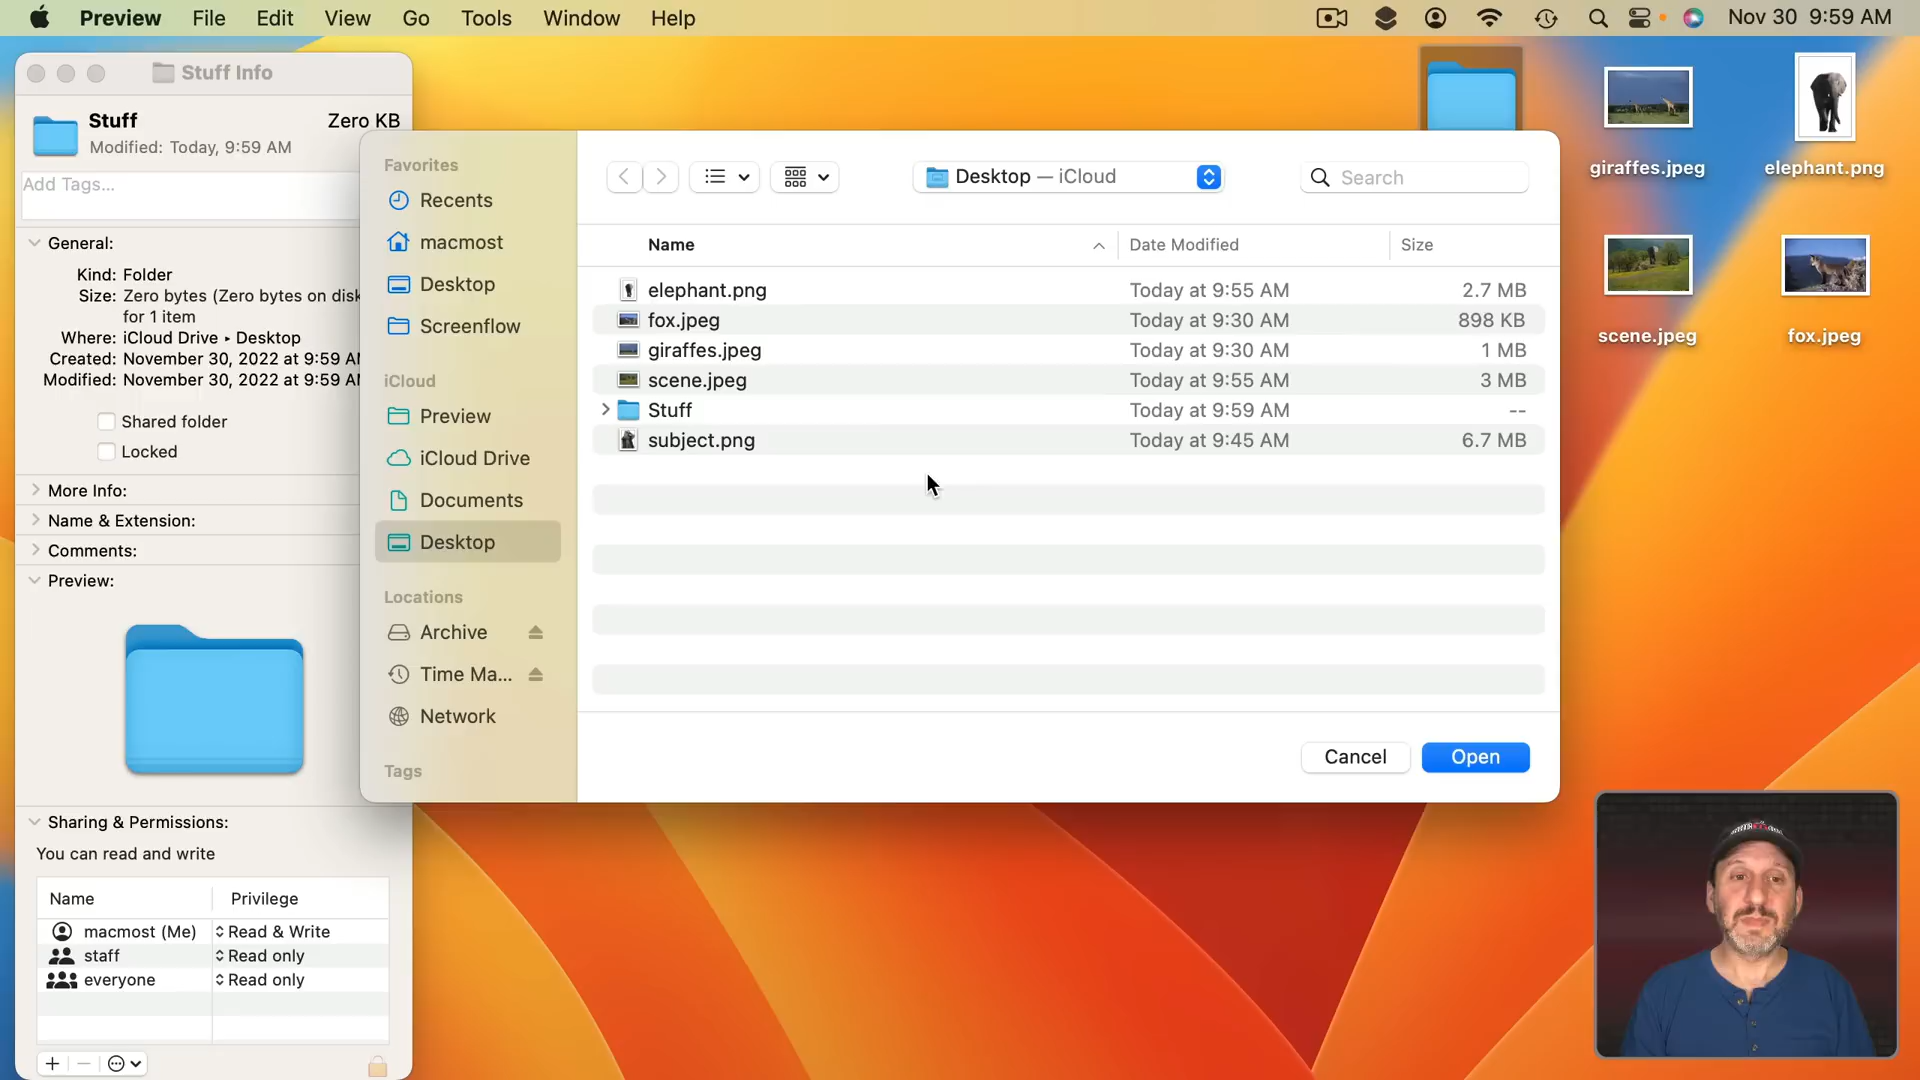 Preview File Edit View Go Tools Window Help Nov 30 9:59 AM
Stuff Info
Stuff Zero KB
Modified: Today, 9:59 AM
Add Tags...
General:
Kind: Folder
Size: Zero bytes (Zero bytes on disk
for 1 item
Where: iCloud Drive ▸ Desktop
Created: November 30, 2022 at 9:59 AM
Modified: November 30, 2022 at 9:59 AM
Shared folder
Locked
More Info:
Name & Extension:
Comments:
Preview:
Sharing & Permissions:
You can read and write
Name Privilege
macmost (Me) Read & Write
staff Read only
everyone Read only
Favorites
Recents
macmost
Desktop
Screenflow
iCloud
Preview
iCloud Drive
Documents
Desktop
Locations
Archive
Time Ma...
Network
Tags
Desktop — iCloud
Search
Name Date Modified Size
elephant.png Today at 9:55 AM 2.7 MB
fox.jpeg Today at 9:30 AM 898 KB
giraffes.jpeg Today at 9:30 AM 1 MB
scene.jpeg Today at 9:55 AM 3 MB
Stuff Today at 9:59 AM --
subject.png Today at 9:45 AM 6.7 MB
Cancel Open
giraffes.jpeg elephant.png
scene.jpeg fox.jpeg